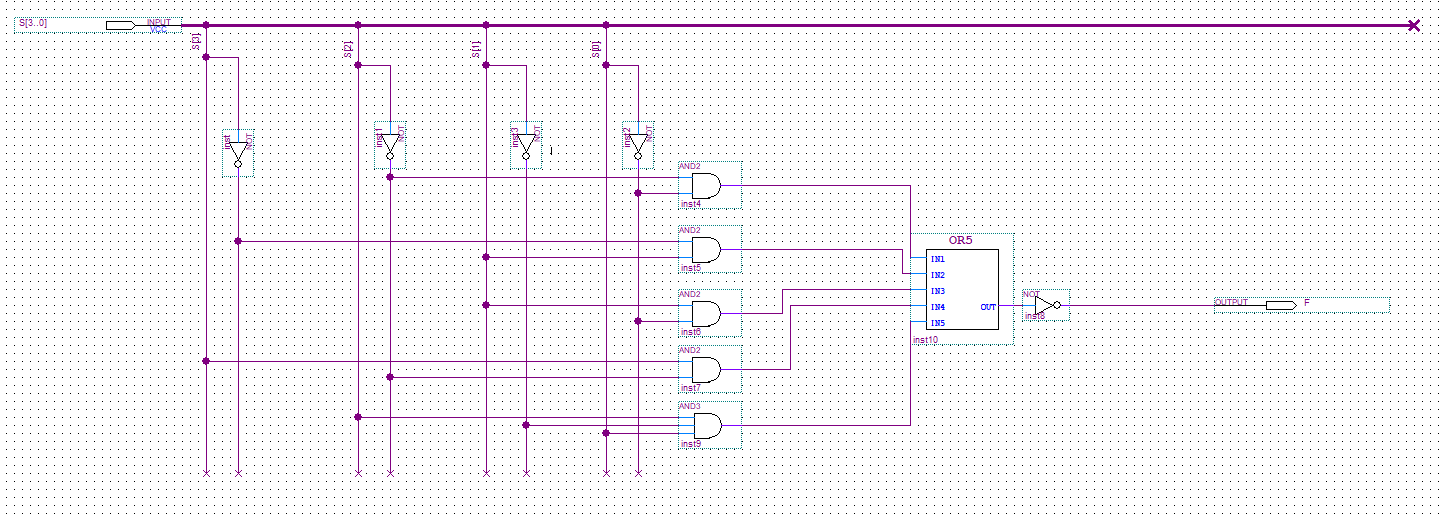 S[3..0]
INPUT
VCC
S[3]
S[2]
S[1]
S[0]
inst
NOT
inst1
NOT
inst3
NOT
inst2
NOT
AND2
inst4
AND2
inst5
AND2
inst6
AND2
inst7
AND3
inst9
OR5
IN1
IN2
IN3
IN4
IN5
OUT
inst10
NOT
inst8
OUTPUT
F